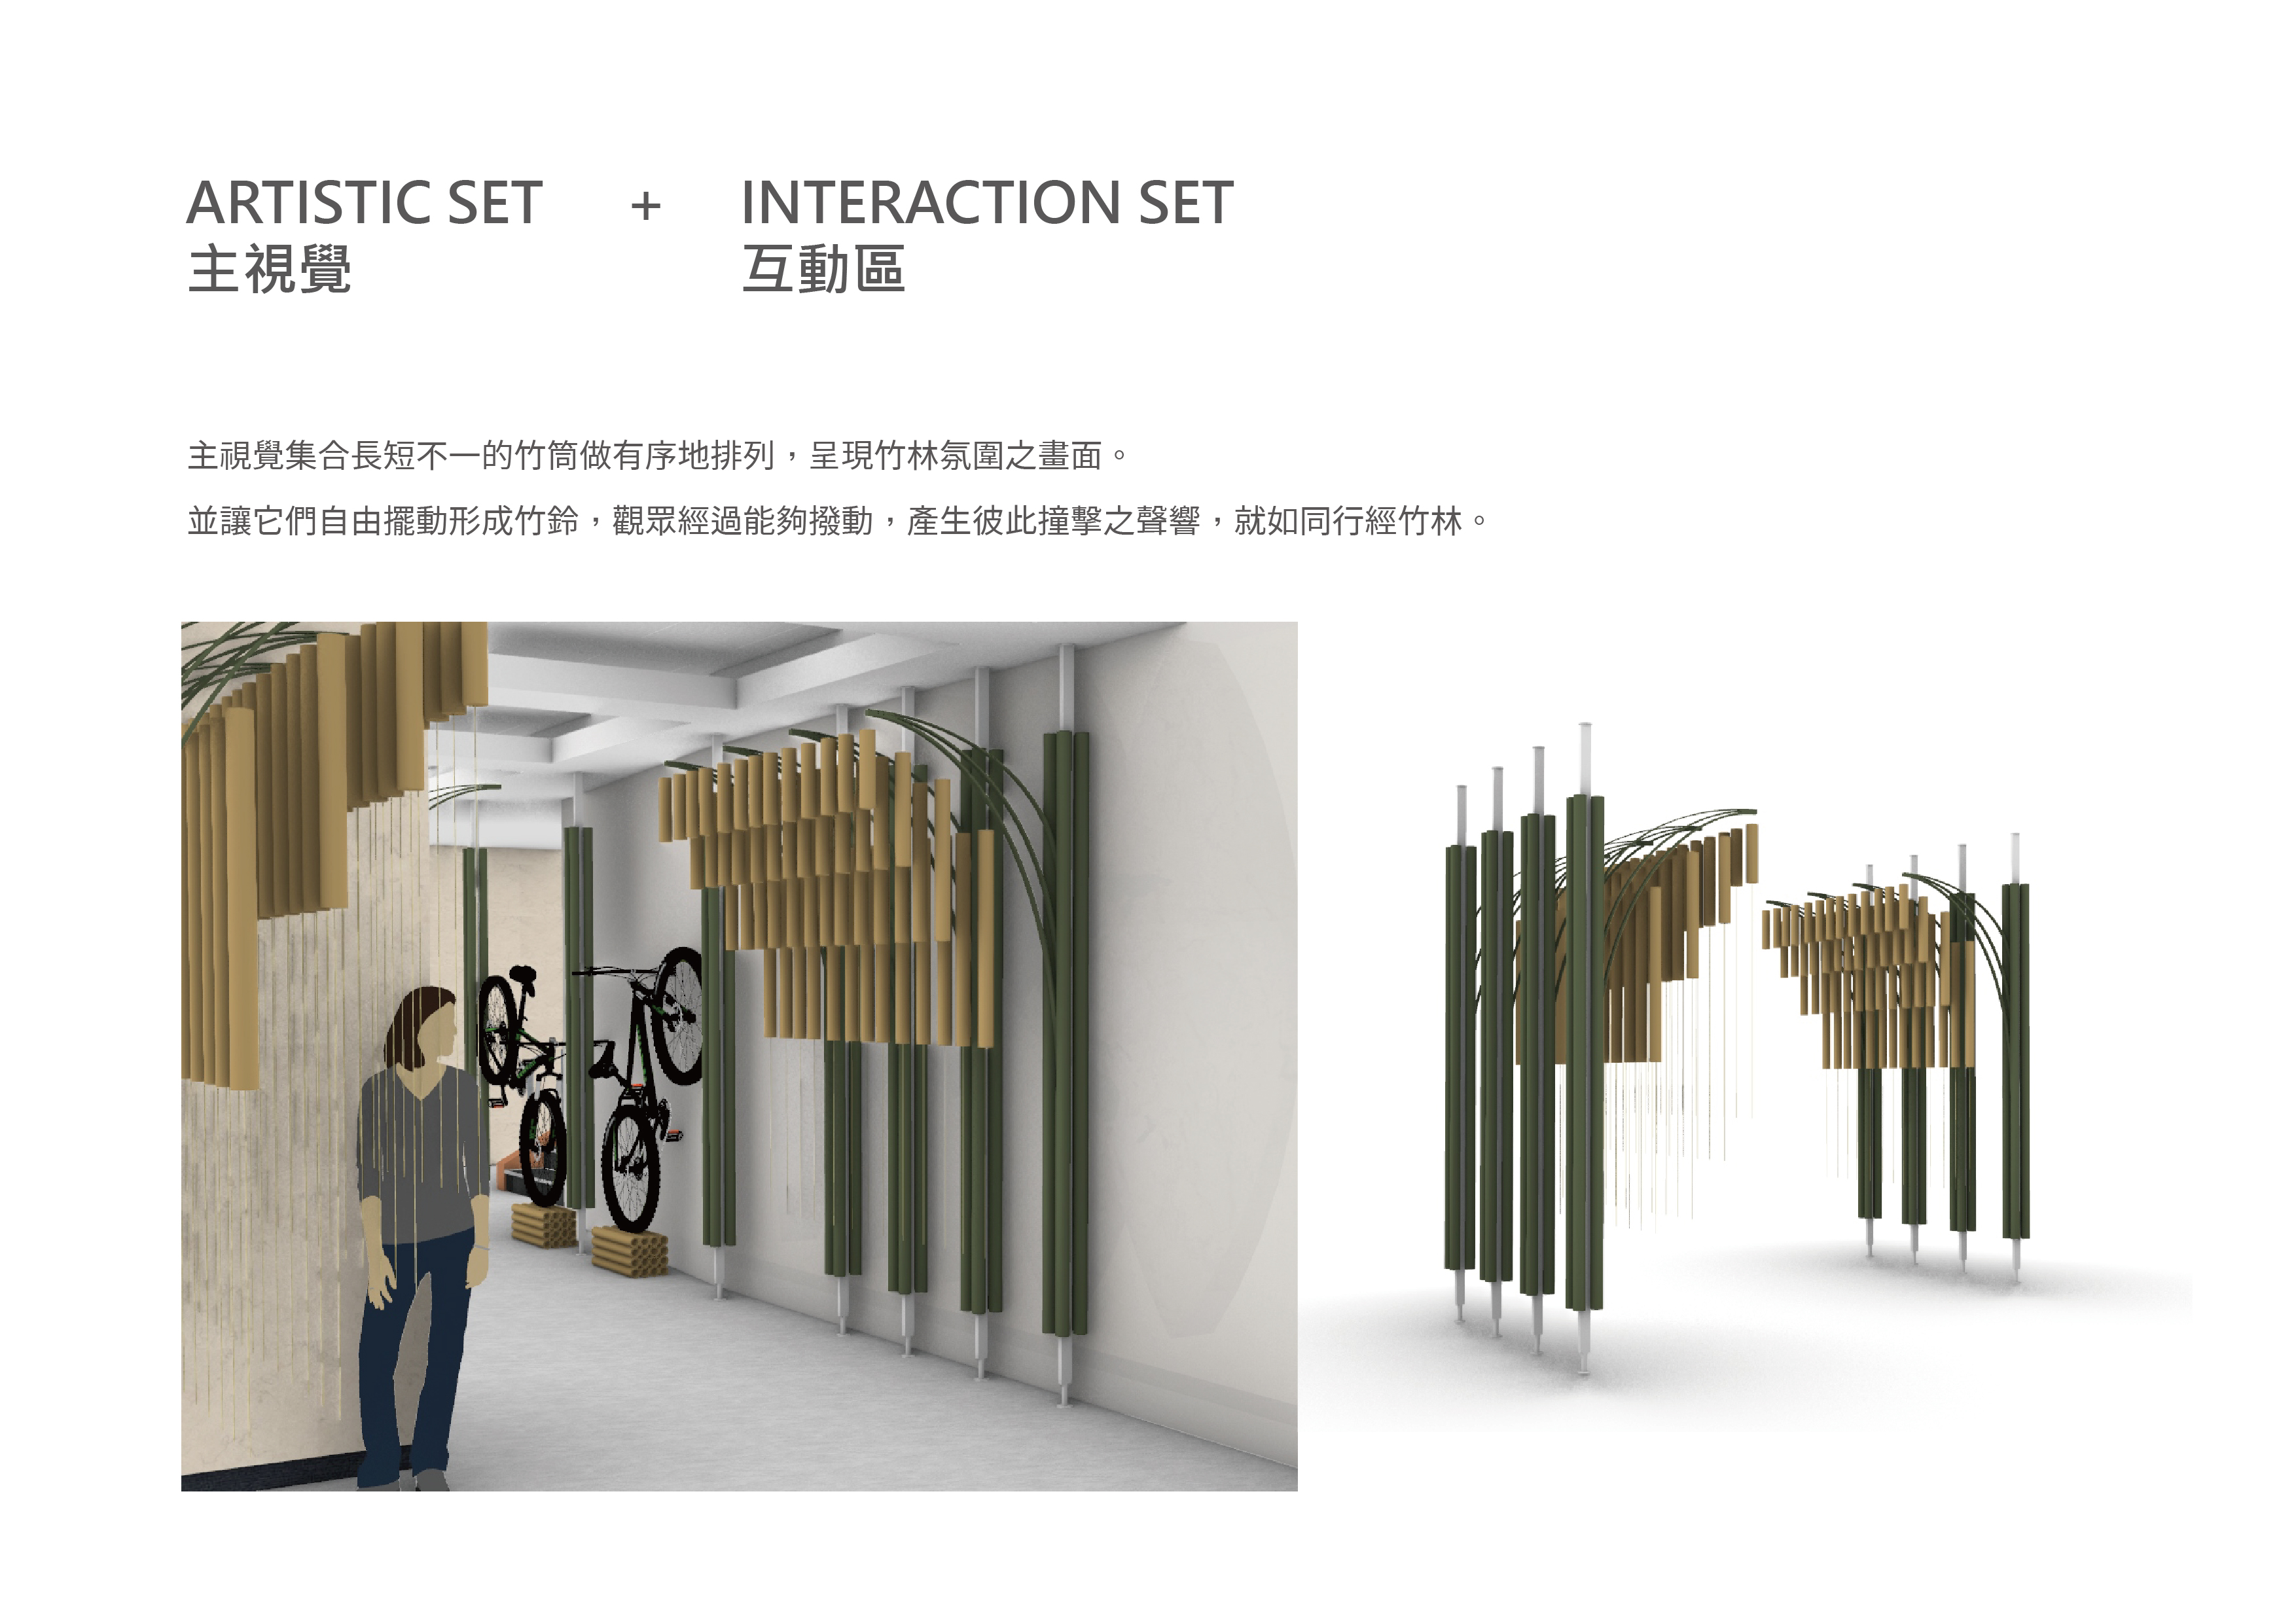 ARTISTIC SET + INTERACTION SET
主視覺 互動區
主視覺集合長短不一的竹筒做有序地排列，呈現竹林氛圍之畫面。
並讓它們自由擺動形成竹鈴，觀眾經過能夠撥動，產生彼此撞擊之聲響，就如同行經竹林。